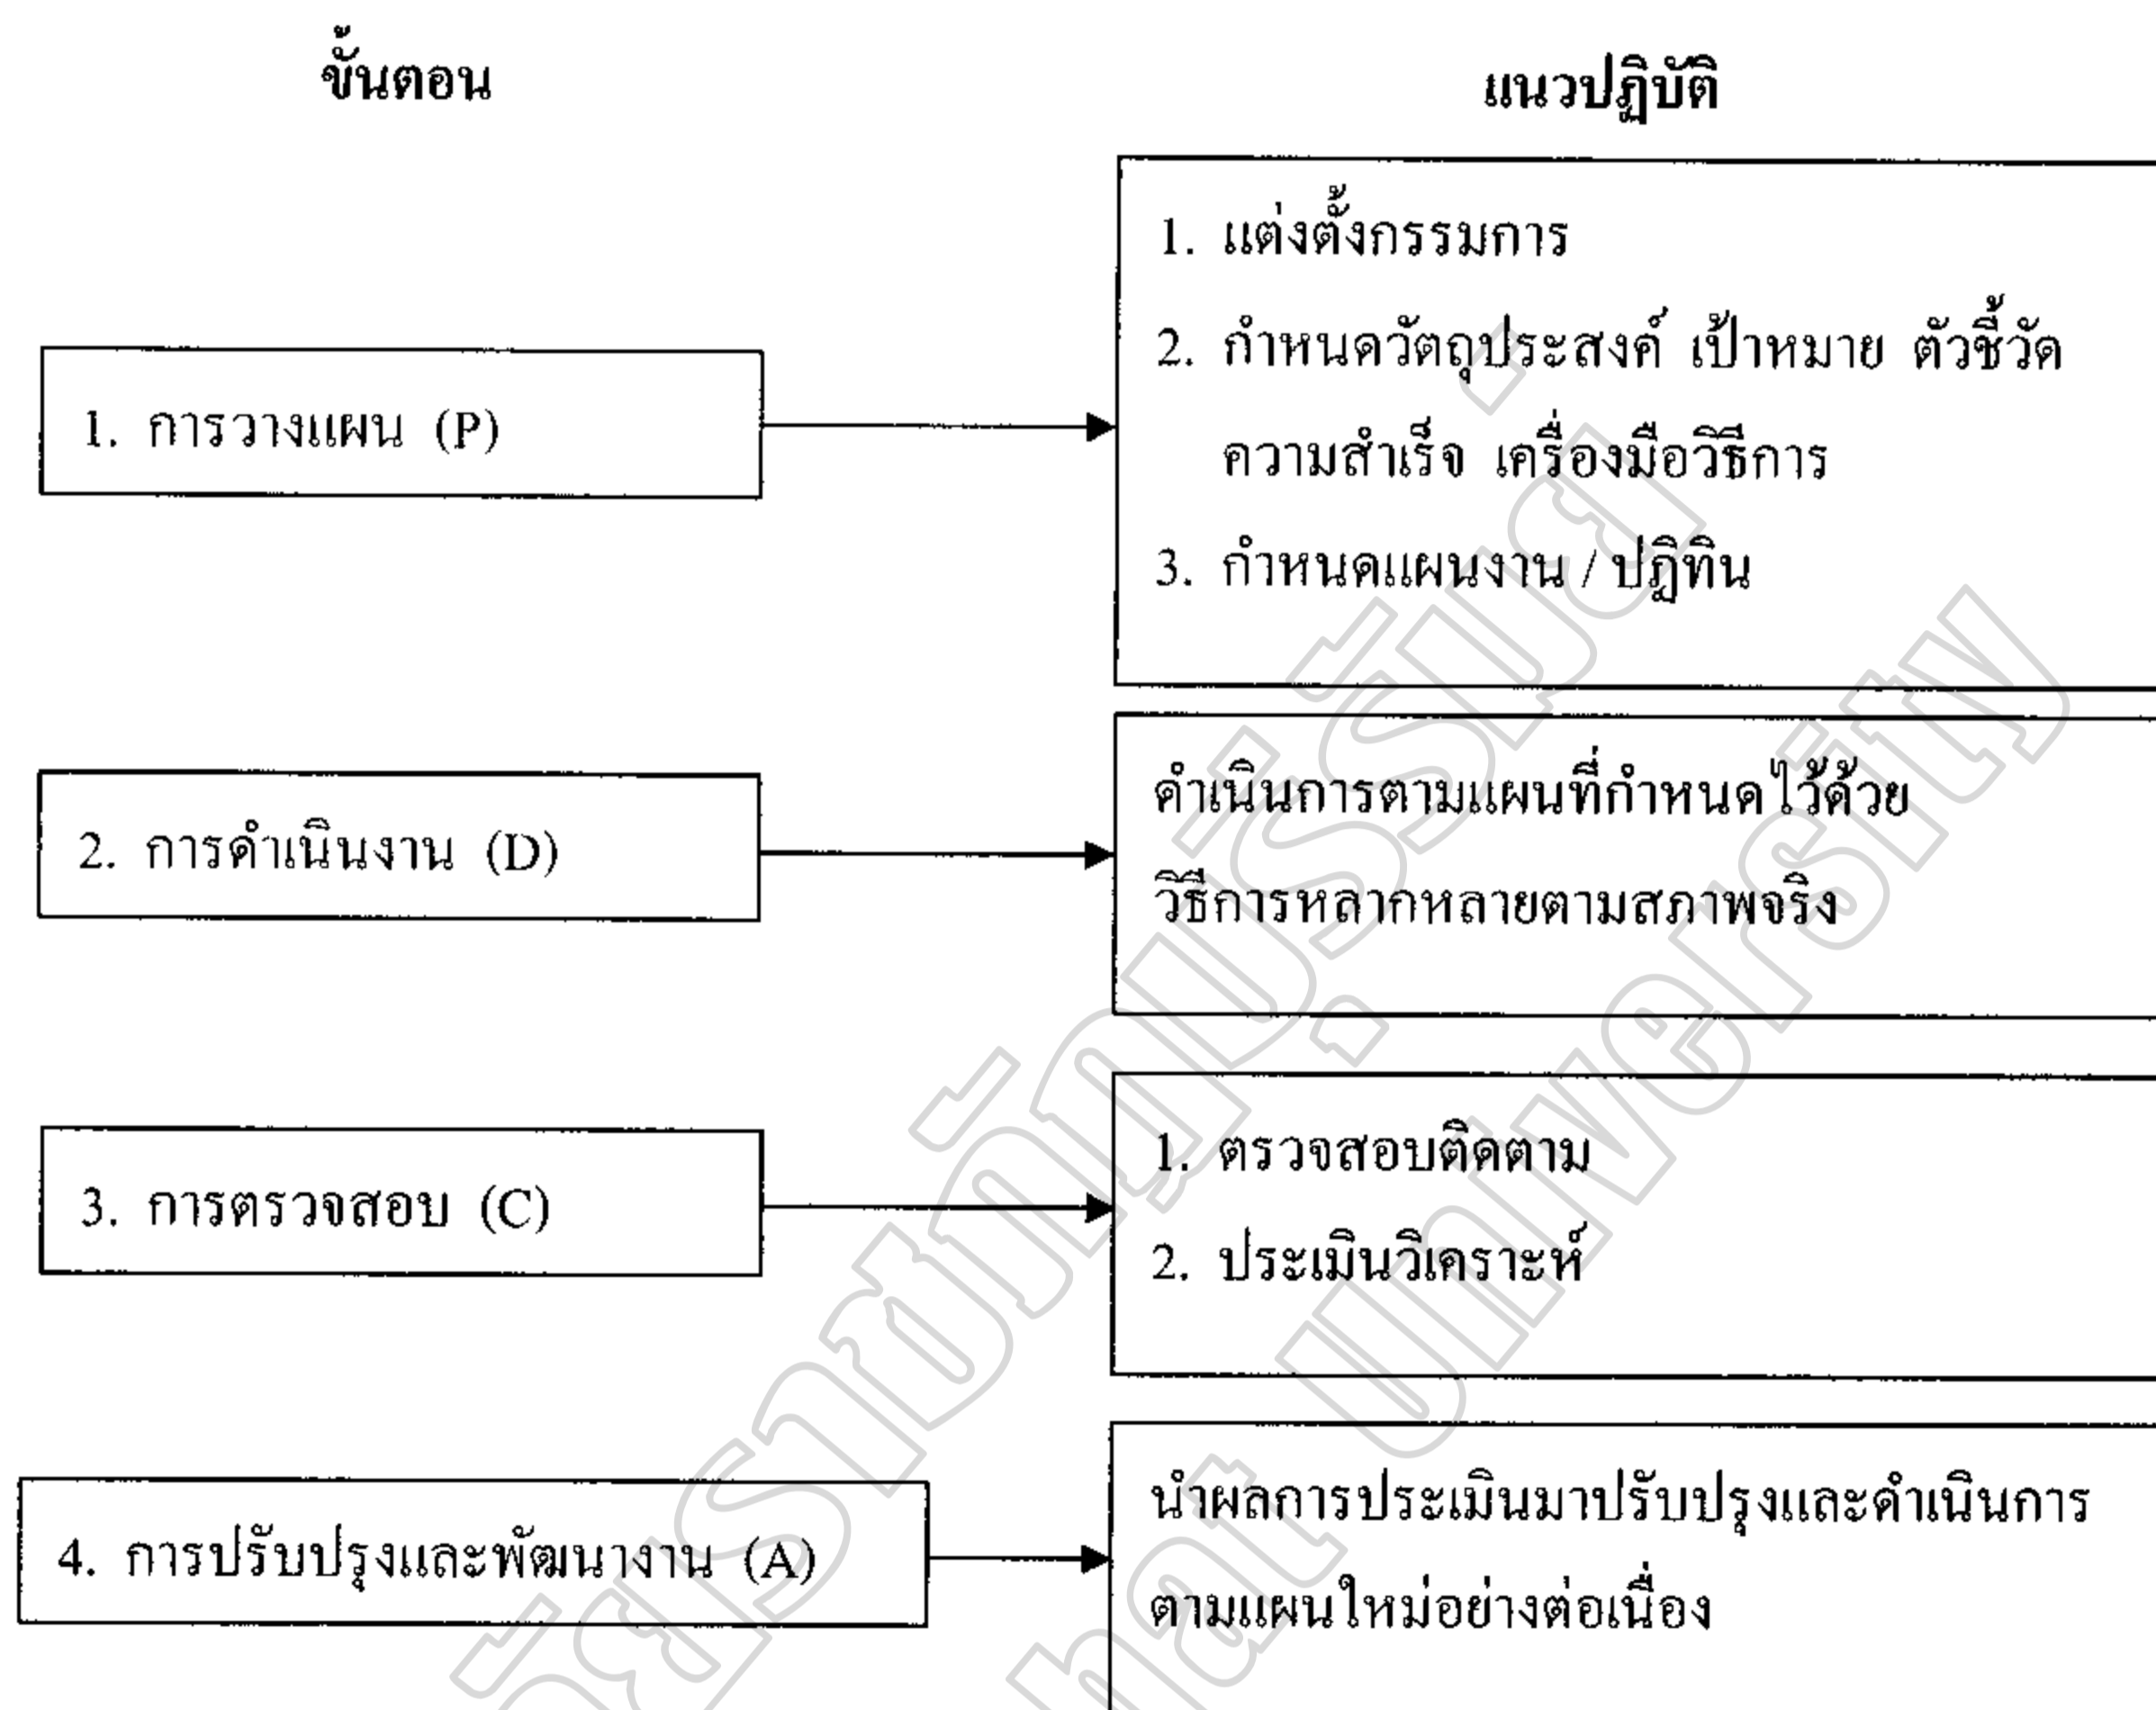 ขั้นตอน
แนวปฏิบัติ
1. การวางแผน (P)
1. แต่งตั้งกรรมการ
2. กำหนดวัตถุประสงค์ เป้าหมาย ตัวชี้วัด
ความสำเร็จ เครื่องมือวิธีการ
3. กำหนดแผนงาน / ปฏิทิน
2. การดำเนินงาน (D)
ดำเนินการตามแผนที่กำหนดไว้ด้วย
วิธีการหลากหลายตามสภาพจริง
3. การตรวจสอบ (C)
1. ตรวจสอบติดตาม
2. ประเมินวิเคราะห์
4. การปรับปรุงและพัฒนางาน (A)
นำผลการประเมินมาปรับปรุงและดำเนินการ
ตามแผนใหม่อย่างต่อเนื่อง
University